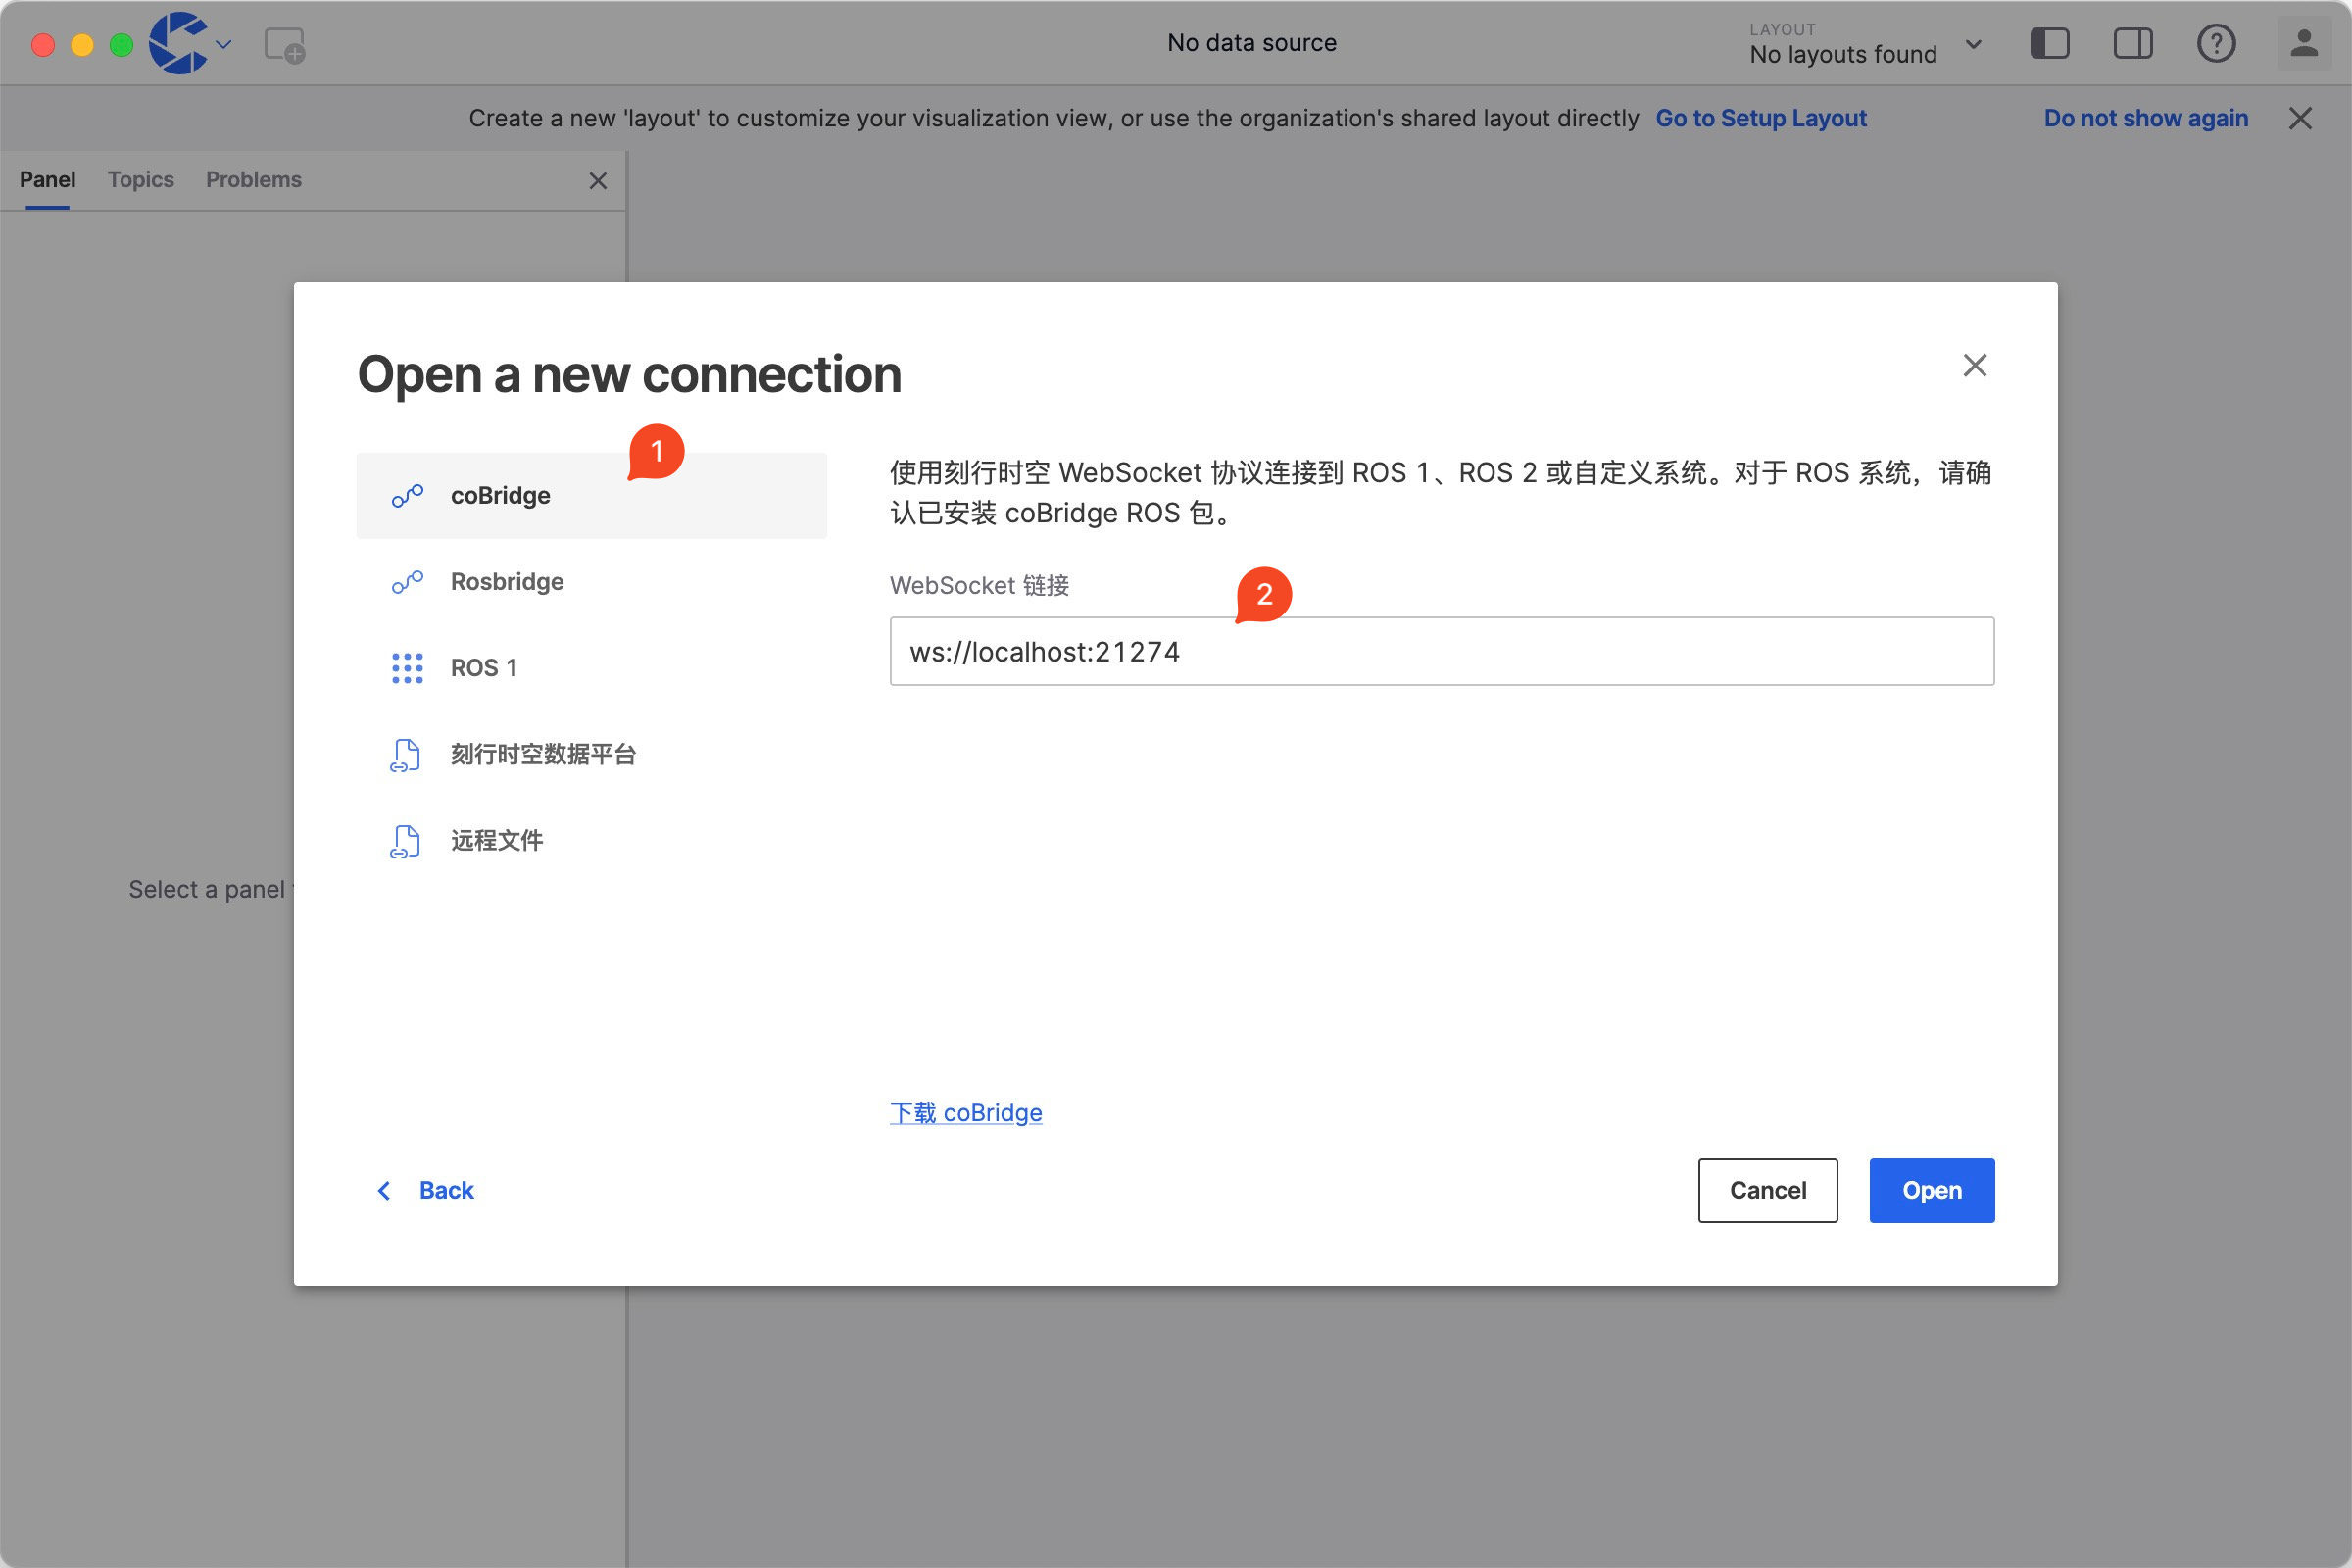 No data source
LAYOUT
No layouts found
Create a new 'layout' to customize your visualization view, or use the organization's shared layout directly Go to Setup Layout
Do not show again
Panel Topics Problems
Select a panel
Open a new connection
1
coBridge
Rosbridge
ROS 1
刻行时空数据平台
远程文件
使用刻行时空 WebSocket 协议连接到 ROS 1、ROS 2 或自定义系统。对于 ROS 系统，请确
认已安装 coBridge ROS 包。
WebSocket 链接
2
ws://localhost:21274
下载 coBridge
Back
Cancel
Open